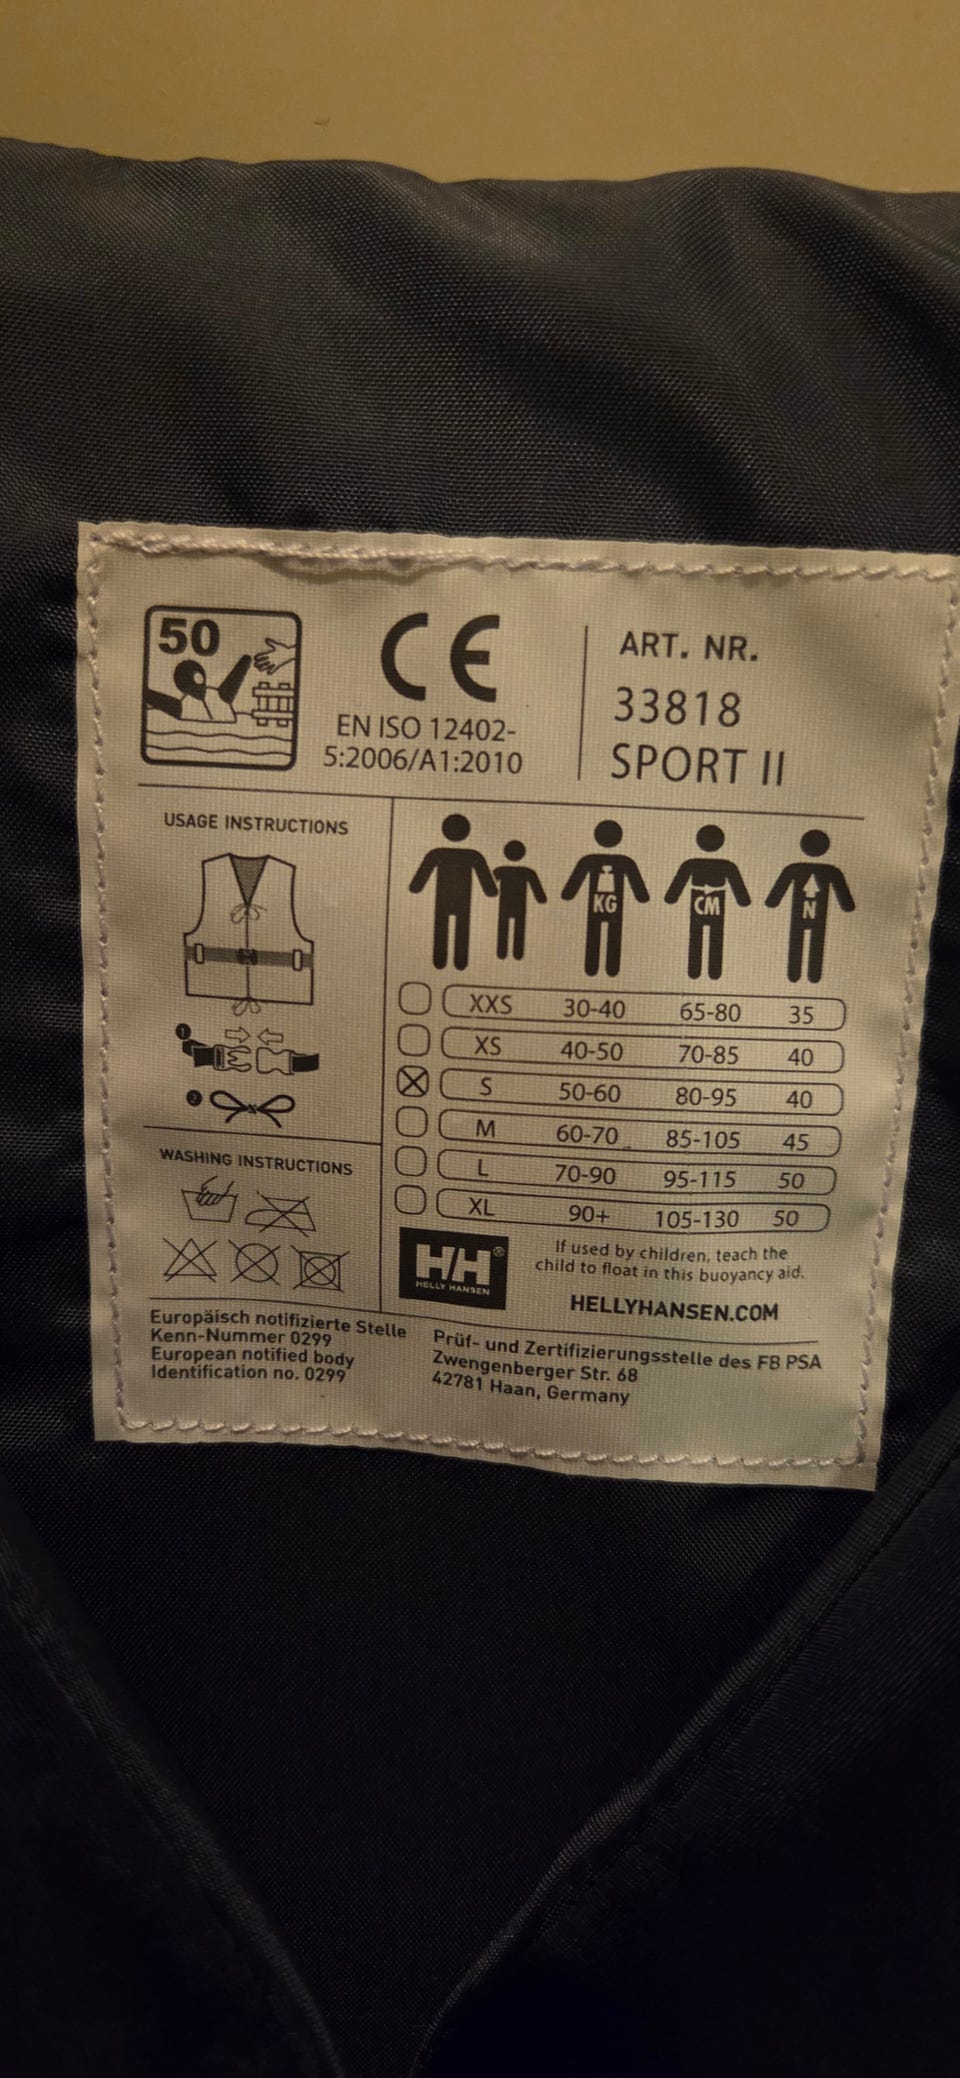 50
CE
EN ISO 12402-
5:2006/A1:2010
ART. NR.
33818
SPORT II
USAGE INSTRUCTIONS
1
2
WASHING INSTRUCTIONS
KG CM N
XXS 30-40 65-80 35
XS 40-50 70-85 40
S 50-60 80-95 40
M 60-70 85-105 45
L 70-90 95-115 50
XL 90+ 105-130 50
H/H®
HELLY HANSEN
If used by children, teach the
child to float in this buoyancy aid.
HELLYHANSEN.COM
Europäisch notifizierte Stelle
Kenn-Nummer 0299
European notified body
Identification no. 0299
Prüf- und Zertifizierungsstelle des FB PSA
Zwengenberger Str. 68
42781 Haan, Germany